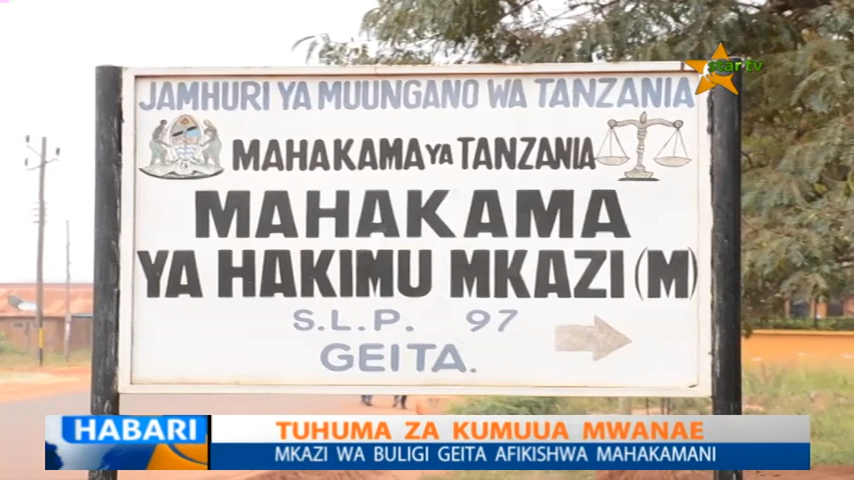 star tv
JAMHURI YA MUUNGANO WA TANZANIA
MAHAKAMA YA TANZANIA
MAHAKAMA
YA HAKIMU MKAZI (M)
S.L.P. 97
GEITA.
HABARI
TUHUMA ZA KUMUUA MWANAE
MKAZI WA BULIGI GEITA AFIKISHWA MAHAKAMANI